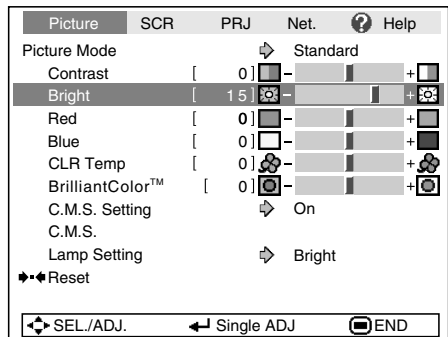 Picture SCR PRJ Net. Help
Picture Mode Standard
Contrast [ 0 ] - +
Bright [ 15 ] - +
Red [ 0 ] - +
Blue [ 0 ] - +
CLR Temp [ 0 ] - +
BrilliantColor™ [ 0 ] - +
C.M.S. Setting On
C.M.S.
Lamp Setting Bright
Reset
SEL./ADJ. Single ADJ END